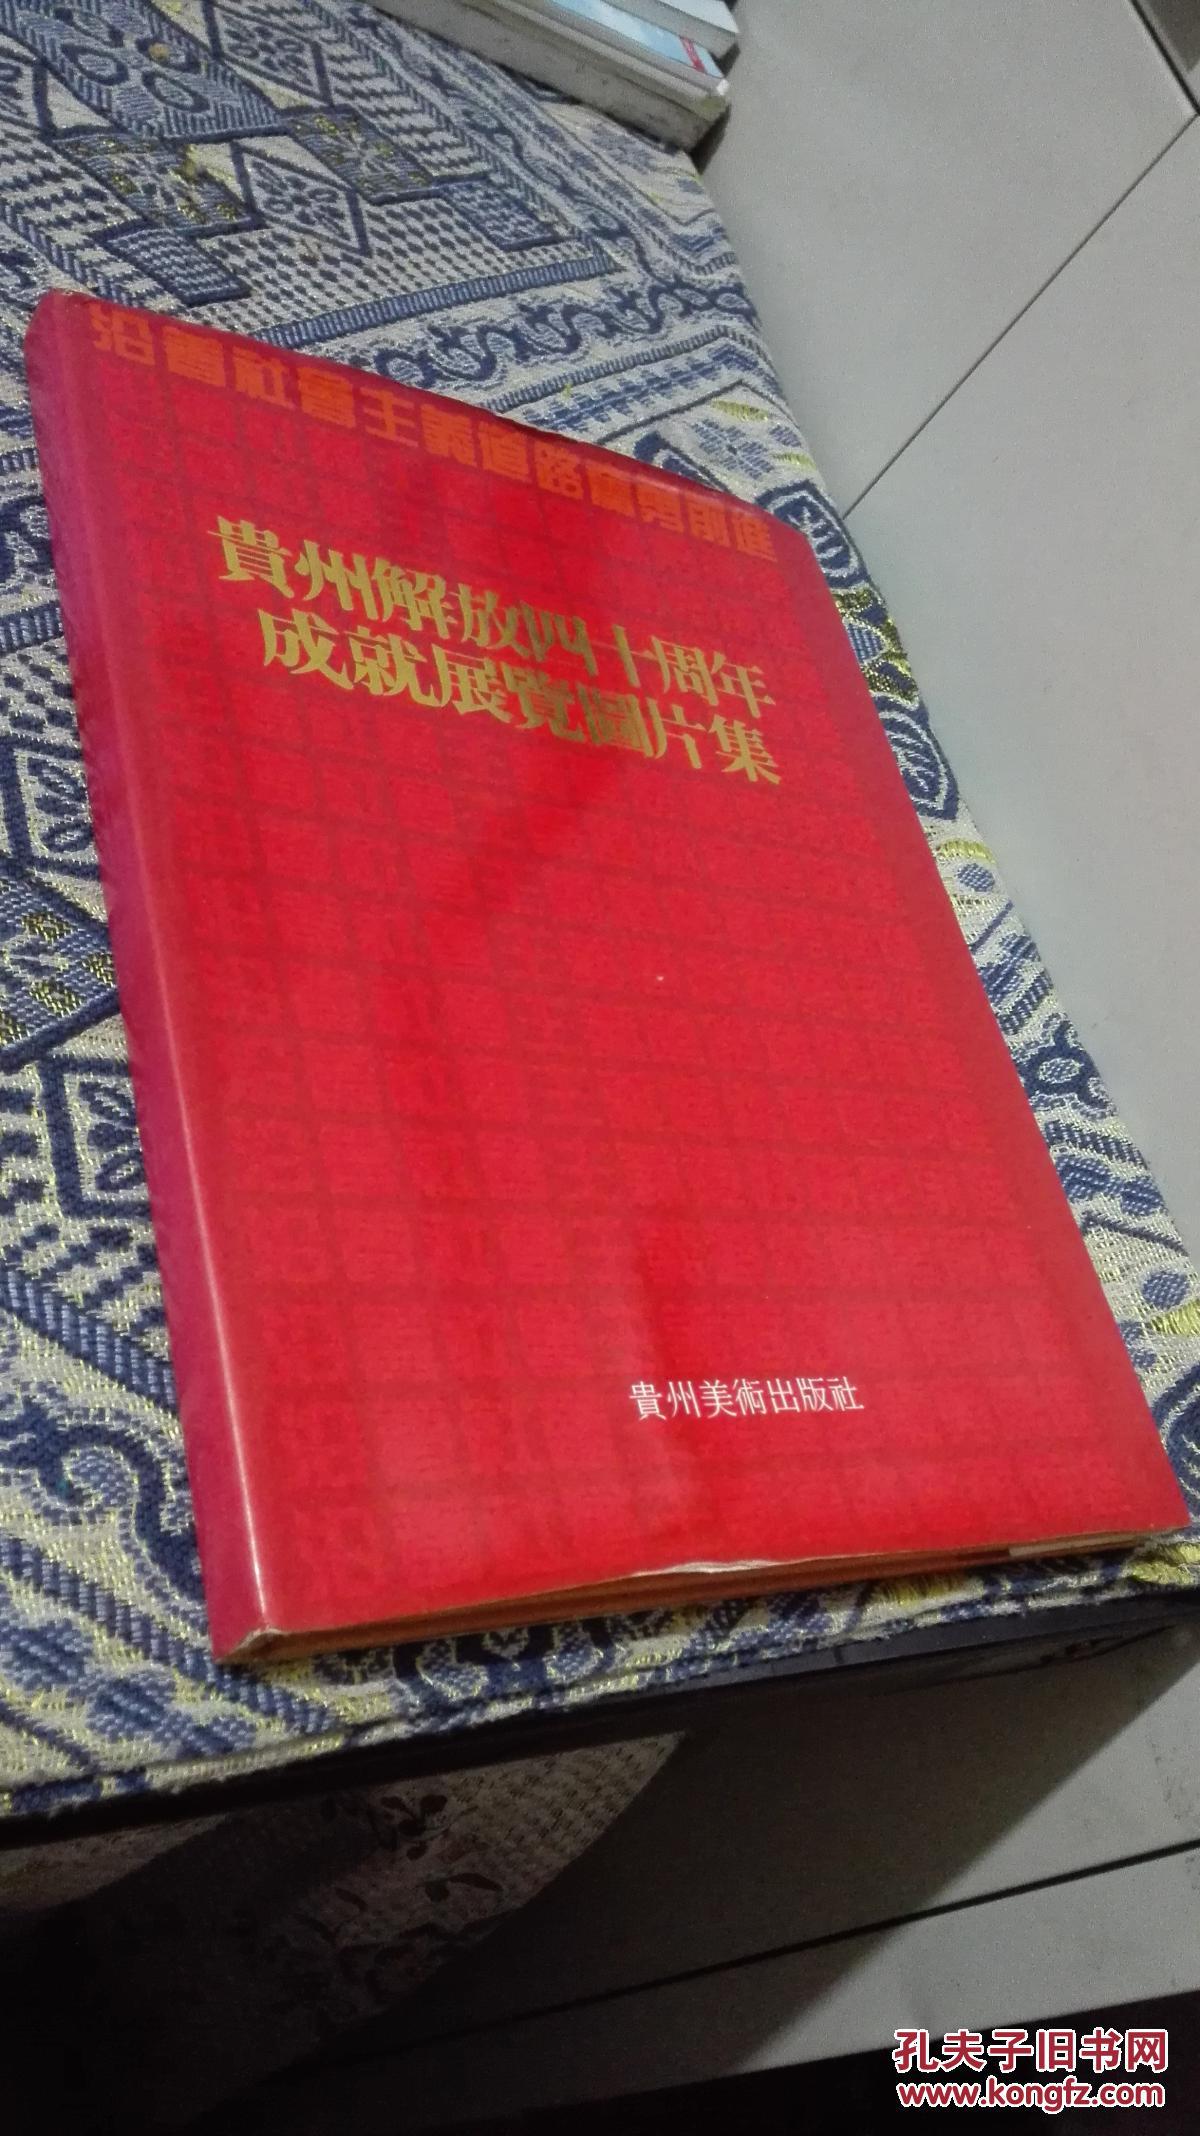 沿着社會主義道路奮勇前進
貴州解放四十周年
成就展覽圖片集
貴州美術出版社
孔夫子旧书网
www.kongfz.com